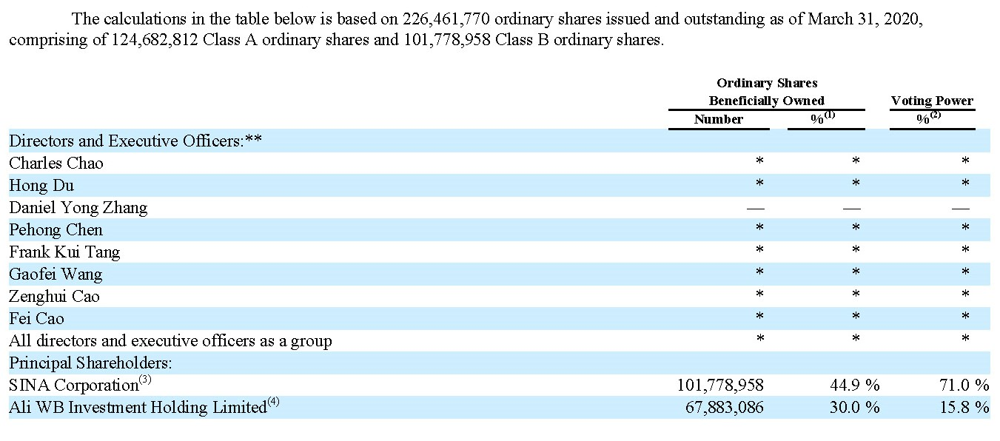 The calculations in the table below is based on 226,461,770 ordinary shares issued and outstanding as of March 31, 2020,
comprising of 124,682,812 Class A ordinary shares and 101,778,958 Class B ordinary shares.
Ordinary Shares
Beneficially Owned Voting Power
Number %(1) %(2)
Directors and Executive Officers:**
Charles Chao * * *
Hong Du * * *
Daniel Yong Zhang — — —
Pehong Chen * * *
Frank Kui Tang * * *
Gaofei Wang * * *
Zenghui Cao * * *
Fei Cao * * *
All directors and executive officers as a group * * *
Principal Shareholders:
SINA Corporation(3) 101,778,958 44.9 % 71.0 %
Ali WB Investment Holding Limited(4) 67,883,086 30.0 % 15.8 %